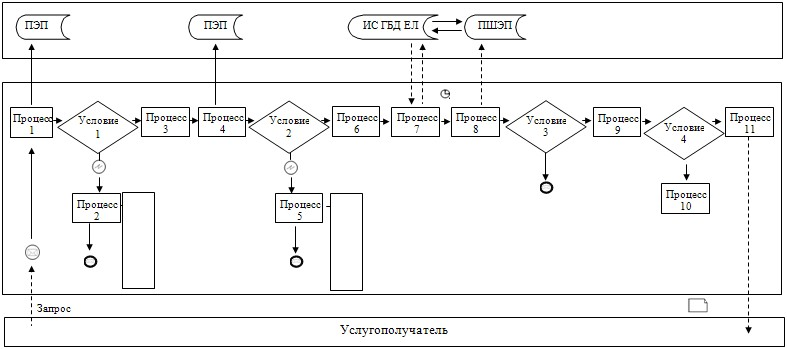 ПЭП
ПЭП
ИС ГБД ЕЛ
ПШЭП
Процесс
1
Условие
1
Процесс
3
Процесс
4
Условие
2
Процесс
6
Процесс
7
Процесс
8
Условие
3
Процесс
9
Условие
4
Процесс
11
Процесс
2
Процесс
5
Процесс
10
Запрос
Услугополучатель